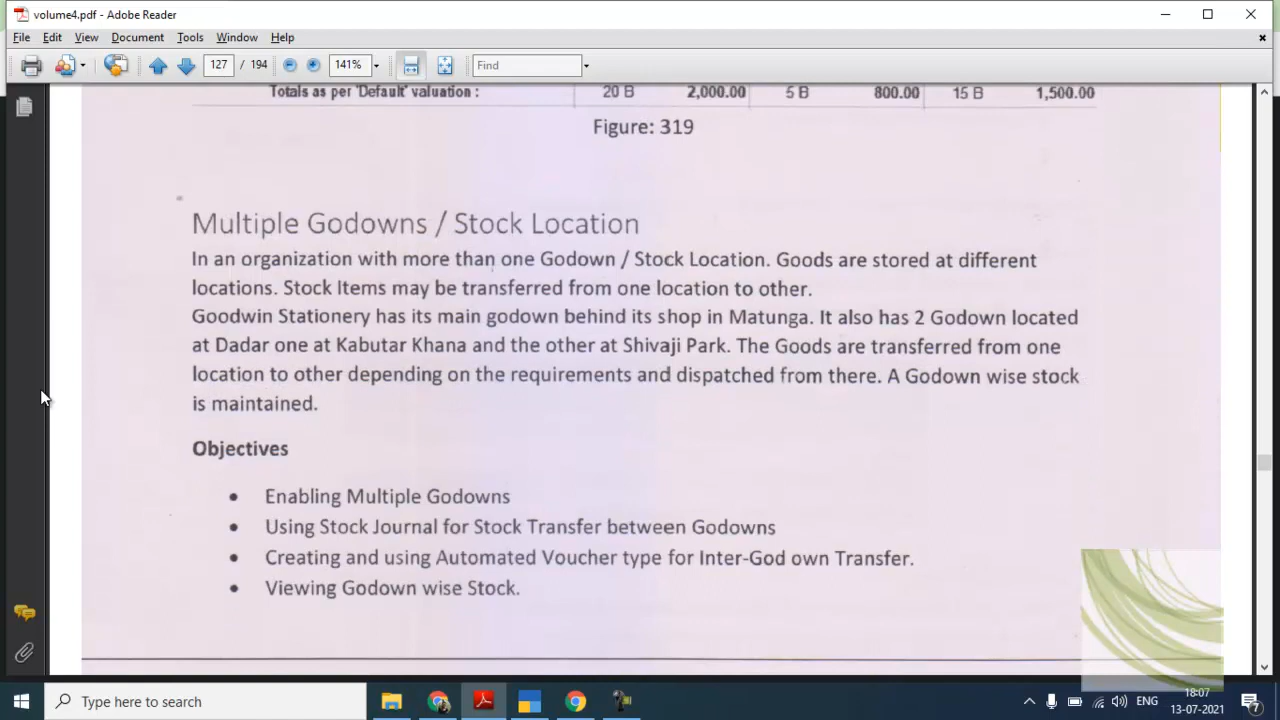 volume4.pdf - Adobe Reader
File Edit View Document Tools Window Help
127 / 194 141% Find
Totals as per 'Default' valuation : 20 B 2,000.00 5 B 800.00 15 B 1,500.00
Figure: 319
Multiple Godowns / Stock Location
In an organization with more than one Godown / Stock Location. Goods are stored at different
locations. Stock Items may be transferred from one location to other.
Goodwin Stationery has its main godown behind its shop in Matunga. It also has 2 Godown located
at Dadar one at Kabutar Khana and the other at Shivaji Park. The Goods are transferred from one
location to other depending on the requirements and dispatched from there. A Godown wise stock
is maintained.
Objectives
• Enabling Multiple Godowns
• Using Stock Journal for Stock Transfer between Godowns
• Creating and using Automated Voucher type for Inter-God own Transfer.
• Viewing Godown wise Stock.
Type here to search
ENG
18:07
13-07-2021
7